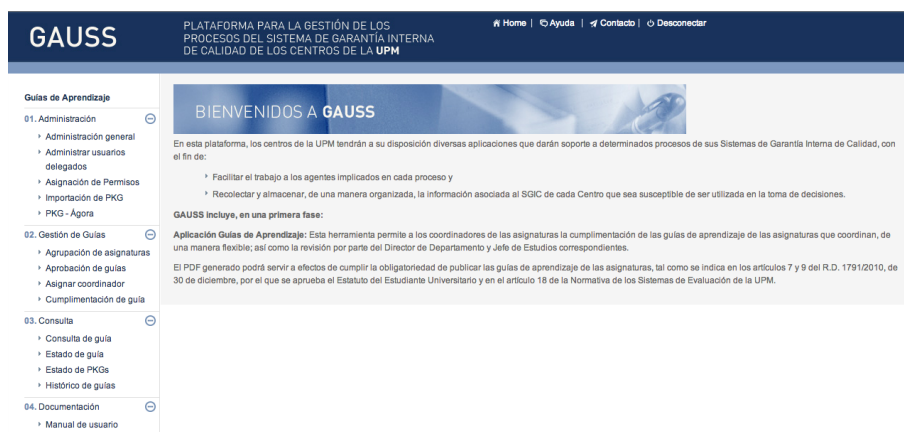 GAUSS
PLATAFORMA PARA LA GESTIÓN DE LOS
PROCESOS DEL SISTEMA DE GARANTÍA INTERNA
DE CALIDAD DE LOS CENTROS DE LA UPM
Home | Ayuda | Contacto | Desconectar
Guías de Aprendizaje
01. Administración
Administración general
Administrar usuarios
delegados
Asignación de Permisos
Importación de PKG
PKG - Ágora
02. Gestión de Guías
Agrupación de asignaturas
Aprobación de guías
Asignar coordinador
Cumplimentación de guía
03. Consulta
Consulta de guía
Estado de guía
Estado de PKGs
Histórico de guías
04. Documentación
Manual de usuario
BIENVENIDOS A GAUSS
En esta plataforma, los centros de la UPM tendrán a su disposición diversas aplicaciones que darán soporte a determinados procesos de sus Sistemas de Garantía Interna de Calidad, con
el fin de:
Facilitar el trabajo a los agentes implicados en cada proceso y
Recolectar y almacenar, de una manera organizada, la información asociada al SGIC de cada Centro que sea susceptible de ser utilizada en la toma de decisiones.
GAUSS incluye, en una primera fase:
Aplicación Guías de Aprendizaje: Esta herramienta permite a los coordinadores de las asignaturas la cumplimentación de las guías de aprendizaje de las asignaturas que coordinan, de
una manera flexible; así como la revisión por parte del Director de Departamento y Jefe de Estudios correspondientes.
El PDF generado podrá servir a efectos de cumplir la obligatoriedad de publicar las guías de aprendizaje de las asignaturas, tal como se indica en los artículos 7 y 9 del R.D. 1791/2010, de
30 de diciembre, por el que se aprueba el Estatuto del Estudiante Universitario y en el artículo 18 de la Normativa de los Sistemas de Evaluación de la UPM.